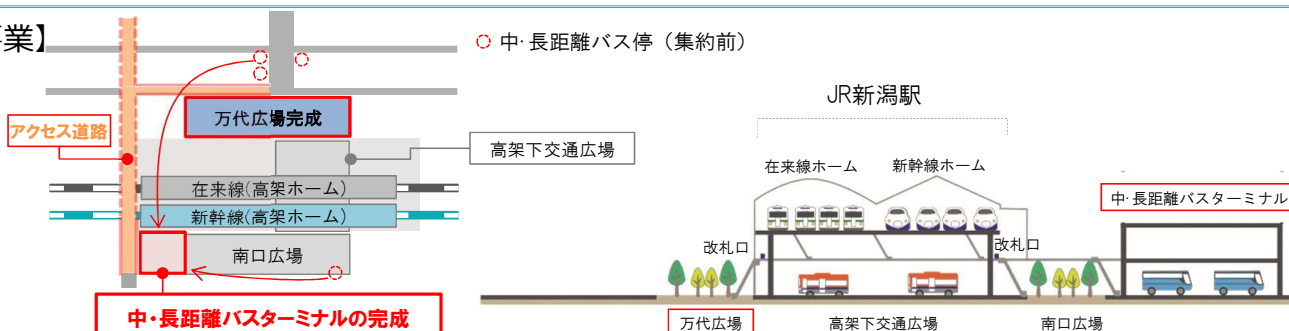 業】
中・長距離バス停（集約前）
万代広場完成
アクセス道路
高架下交通広場
在来線(高架ホーム)
新幹線(高架ホーム)
南口広場
中・長距離バスターミナルの完成
JR新潟駅
在来線ホーム
新幹線ホーム
中・長距離バスターミナル
改札口
改札口
万代広場
高架下交通広場
南口広場